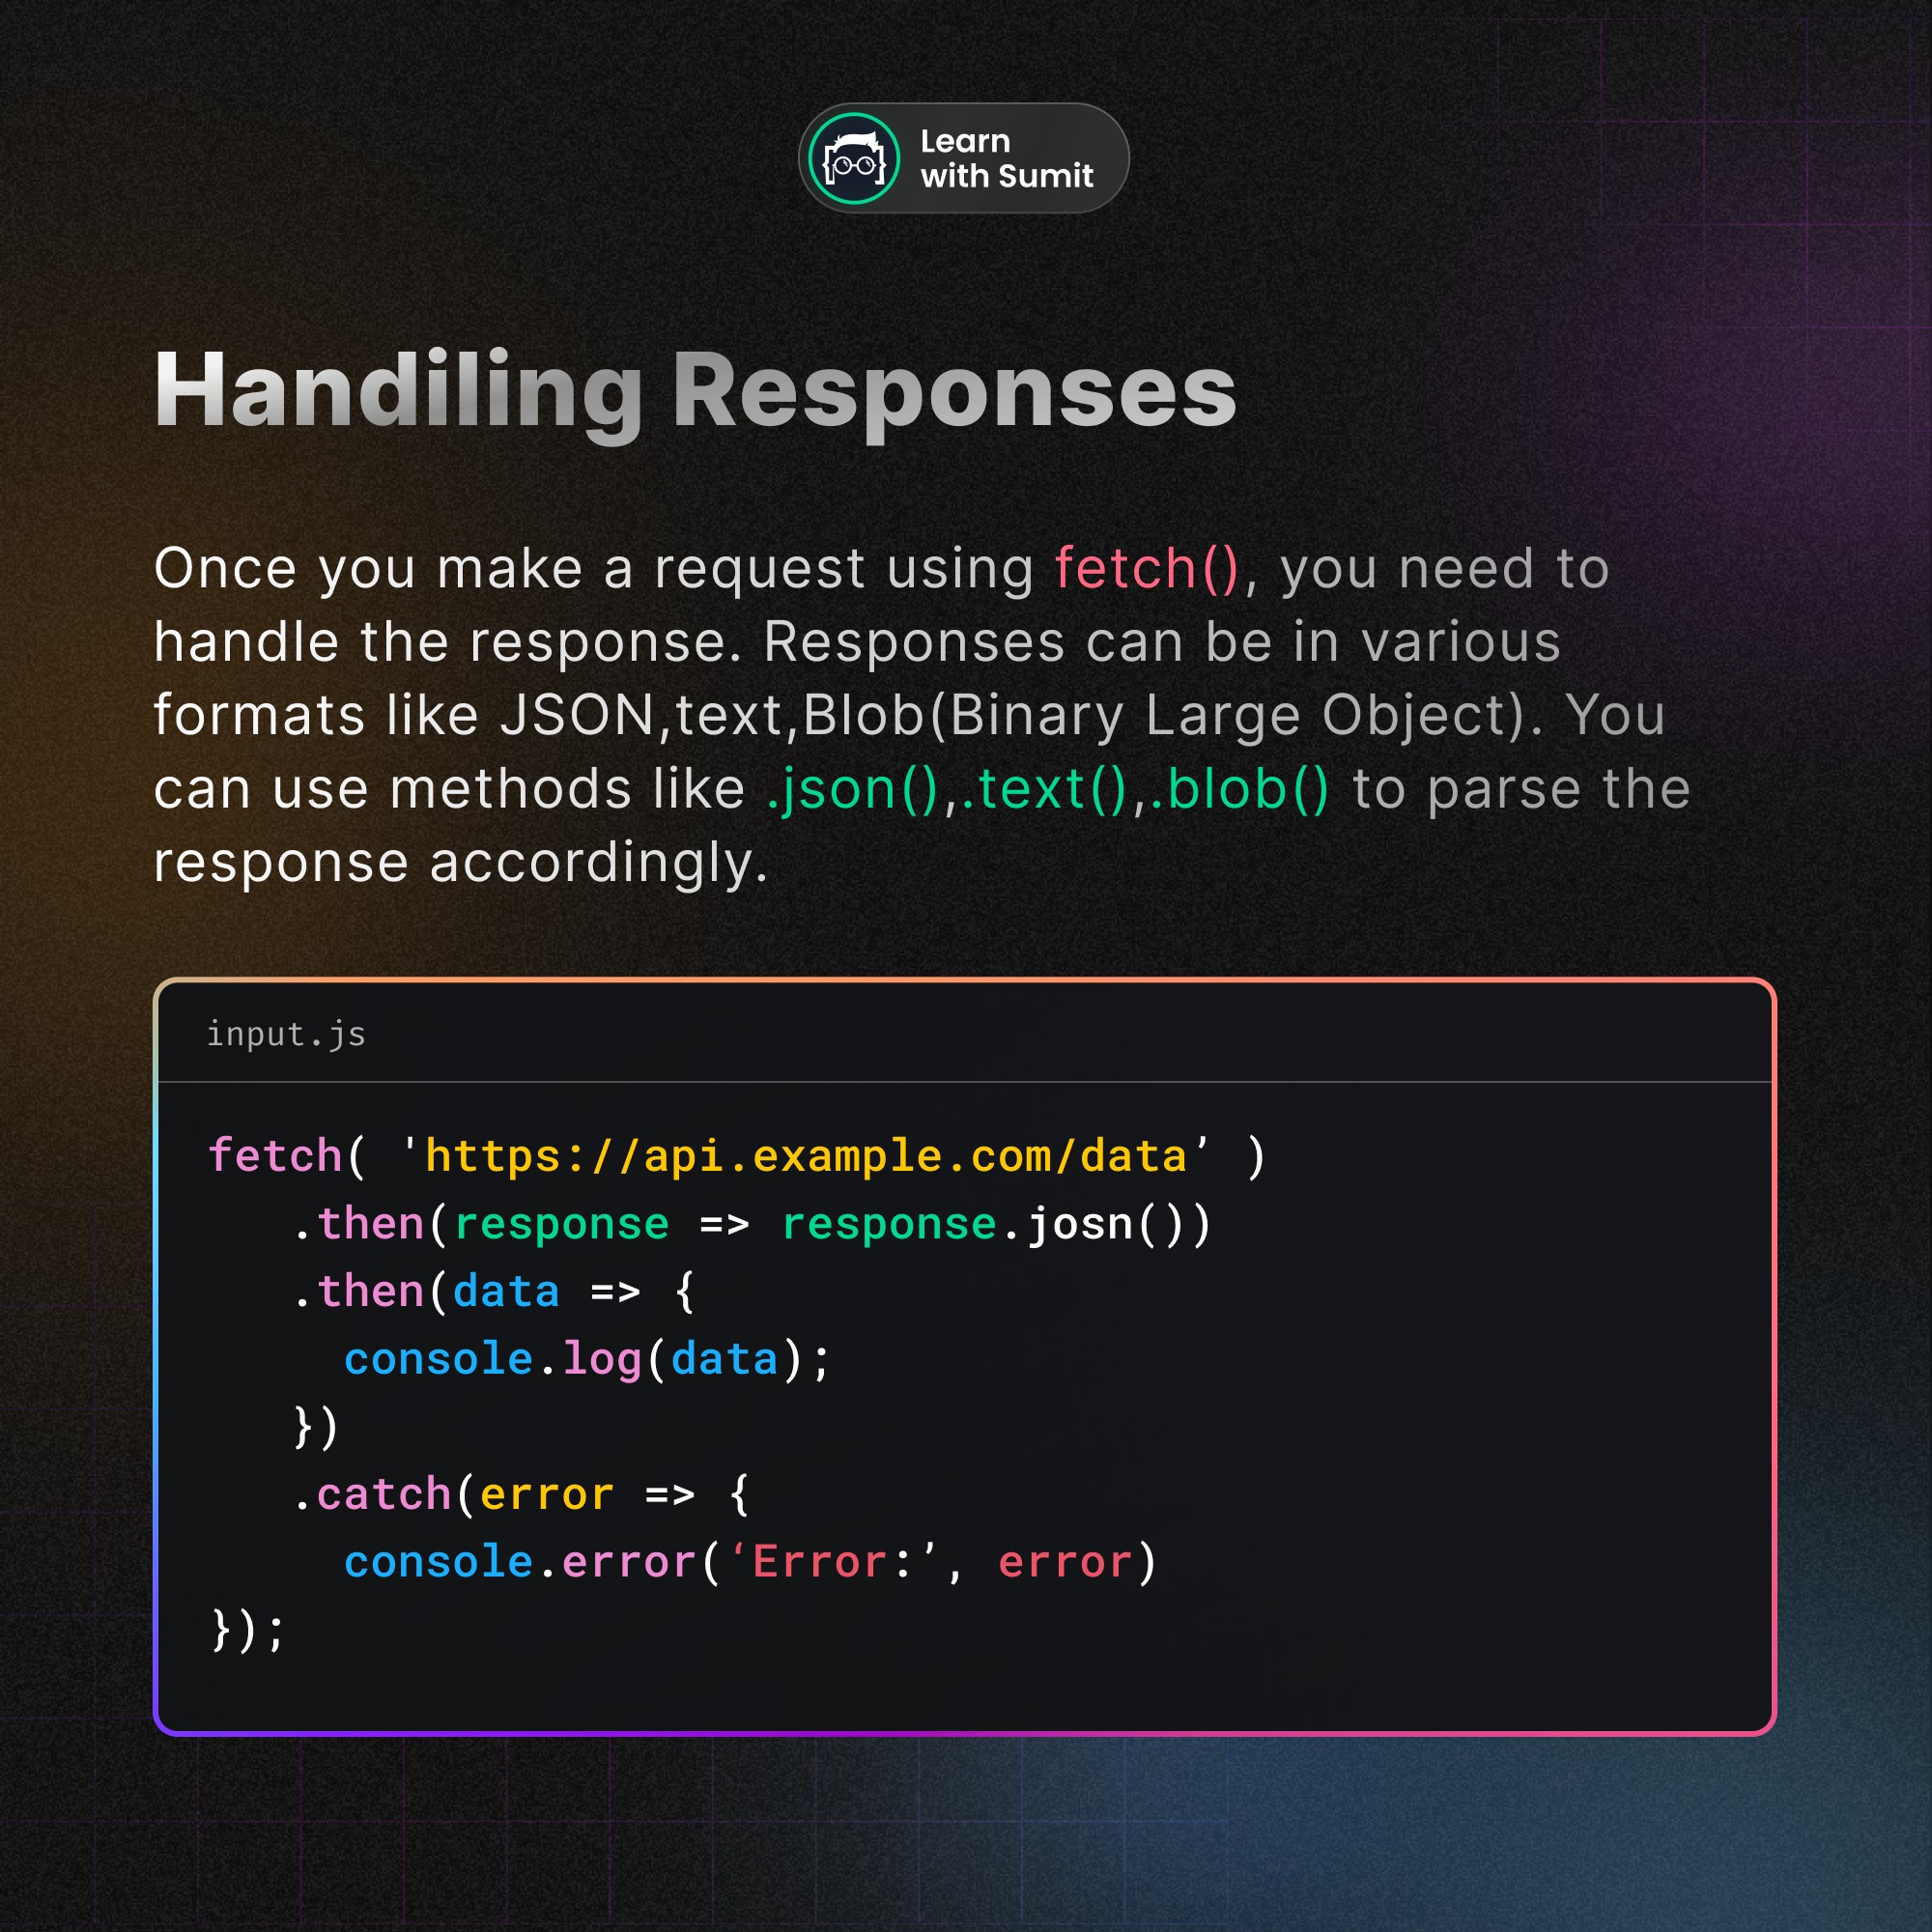 Learn
with Sumit
Handiling Responses
Once you make a request using fetch(), you need to
handle the response. Responses can be in various
formats like JSON,text,Blob(Binary Large Object). You
can use methods like .json(),.text(),.blob() to parse the
response accordingly.
input.js
fetch( 'https://api.example.com/data’ )
.then(response => response.josn())
.then(data => {
console.log(data);
})
.catch(error => {
console.error(‘Error:’, error)
});